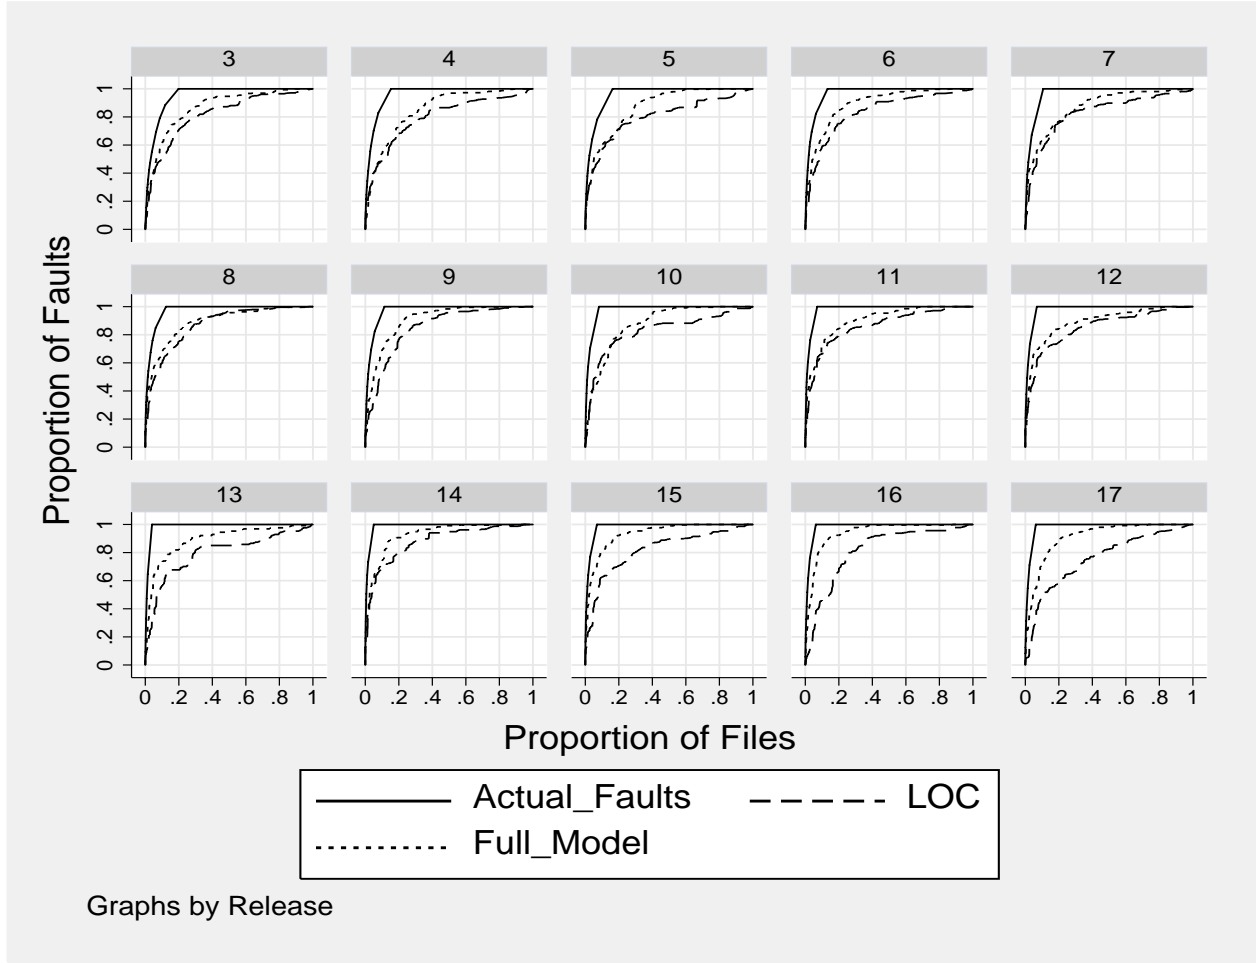 3 4 5 6 7
1
.8
.6
.4
.2
0
8 9 10 11 12
1
.8
.6
.4
.2
0
13 14 15 16 17
1
.8
.6
.4
.2
0
0 .2 .4 .6 .8 1 0 .2 .4 .6 .8 1 0 .2 .4 .6 .8 1 0 .2 .4 .6 .8 1 0 .2 .4 .6 .8 1
Proportion of Faults
Proportion of Files
Actual_Faults LOC
Full_Model
Graphs by Release